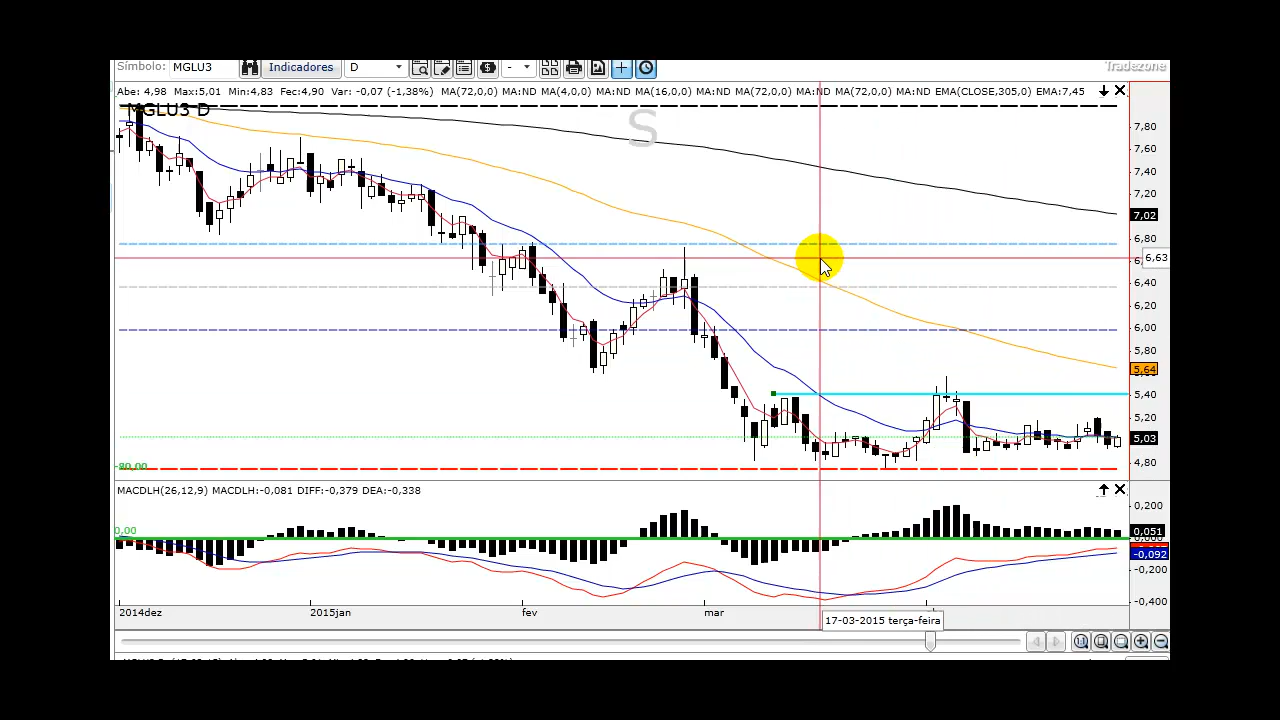 Símbolo: MGLU3 Indicadores D -
Tradezone
Abe: 4,98 Max:5,01 Min:4,83 Fec:4,90 Var: -0,07 (-1,38%) MA(72,0,0) MA:ND MA(4,0,0) MA:ND MA(16,0,0) MA:ND MA(72,0,0) MA:ND MA(72,0,0) MA:ND EMA(CLOSE,305,0) EMA:7,45
MGLU3 D
S
7,80
7,60
7,40
7,20
7,02
6,80
6,63
6,40
6,20
6,00
5,80
5,64
5,40
5,20
5,03
4,80
-80,00
MACDLH(26,12,9) MACDLH:-0,081 DIFF:-0,379 DEA:-0,338
0,200
0,00
0,051
-0,092
-0,200
-0,400
2014dez 2015jan fev mar
17-03-2015 terça-feira